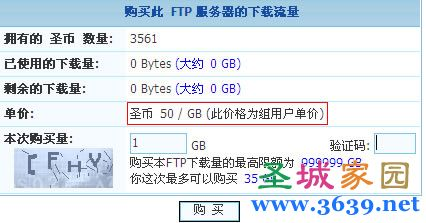 购买此 FTP 服务器的下载流量
拥有的 圣币 数量: 3561
已使用的下载量: 0 Bytes (大约 0 GB)
剩余的下载量: 0 Bytes (大约 0 GB)
单价: 圣币 50 / GB (此价格为组用户单价)
本次购买量: 1 GB 验证码:
CFHY
购买本FTP下载量的最高限额为 999999 GB
你这次最多可以购买 35
圣城家园
www.3639.net
购 买